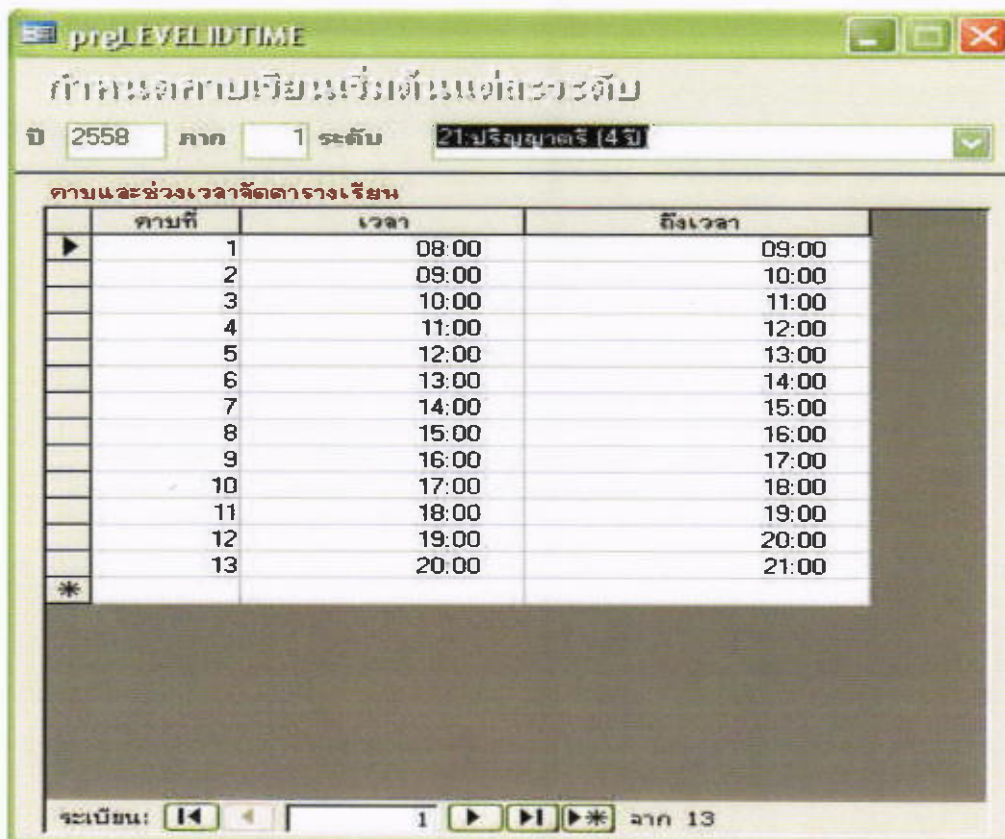 pregLEVELIDTIME
กำหนดคาบเรียนเริ่มต้นแต่ละระดับ
ปี 2558 ภาค 1 ระดับ 21:ปริญญาตรี (4 ปี)
คาบและช่วงเวลาจัดตารางเรียน
คาบที่ เวลา ถึงเวลา
1 08:00 09:00
2 09:00 10:00
3 10:00 11:00
4 11:00 12:00
5 12:00 13:00
6 13:00 14:00
7 14:00 15:00
8 15:00 16:00
9 16:00 17:00
10 17:00 18:00
11 18:00 19:00
12 19:00 20:00
13 20:00 21:00
ระเบียน: 1 จาก 13